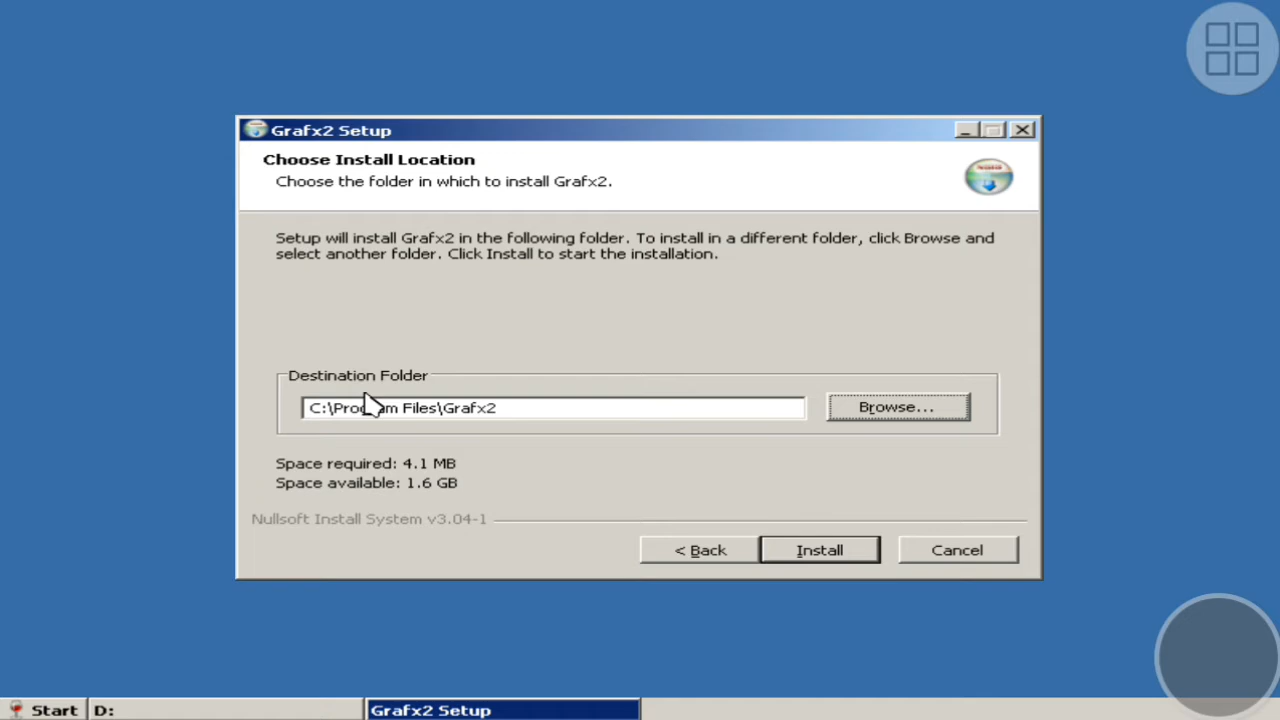 Grafx2 Setup
Choose Install Location
Choose the folder in which to install Grafx2.
Setup will install Grafx2 in the following folder. To install in a different folder, click Browse and
select another folder. Click Install to start the installation.
Destination Folder
C:\Program Files\Grafx2
Browse...
Space required: 4.1 MB
Space available: 1.6 GB
Nullsoft Install System v3.04-1
< Back
Install
Cancel
Start
D:
Grafx2 Setup